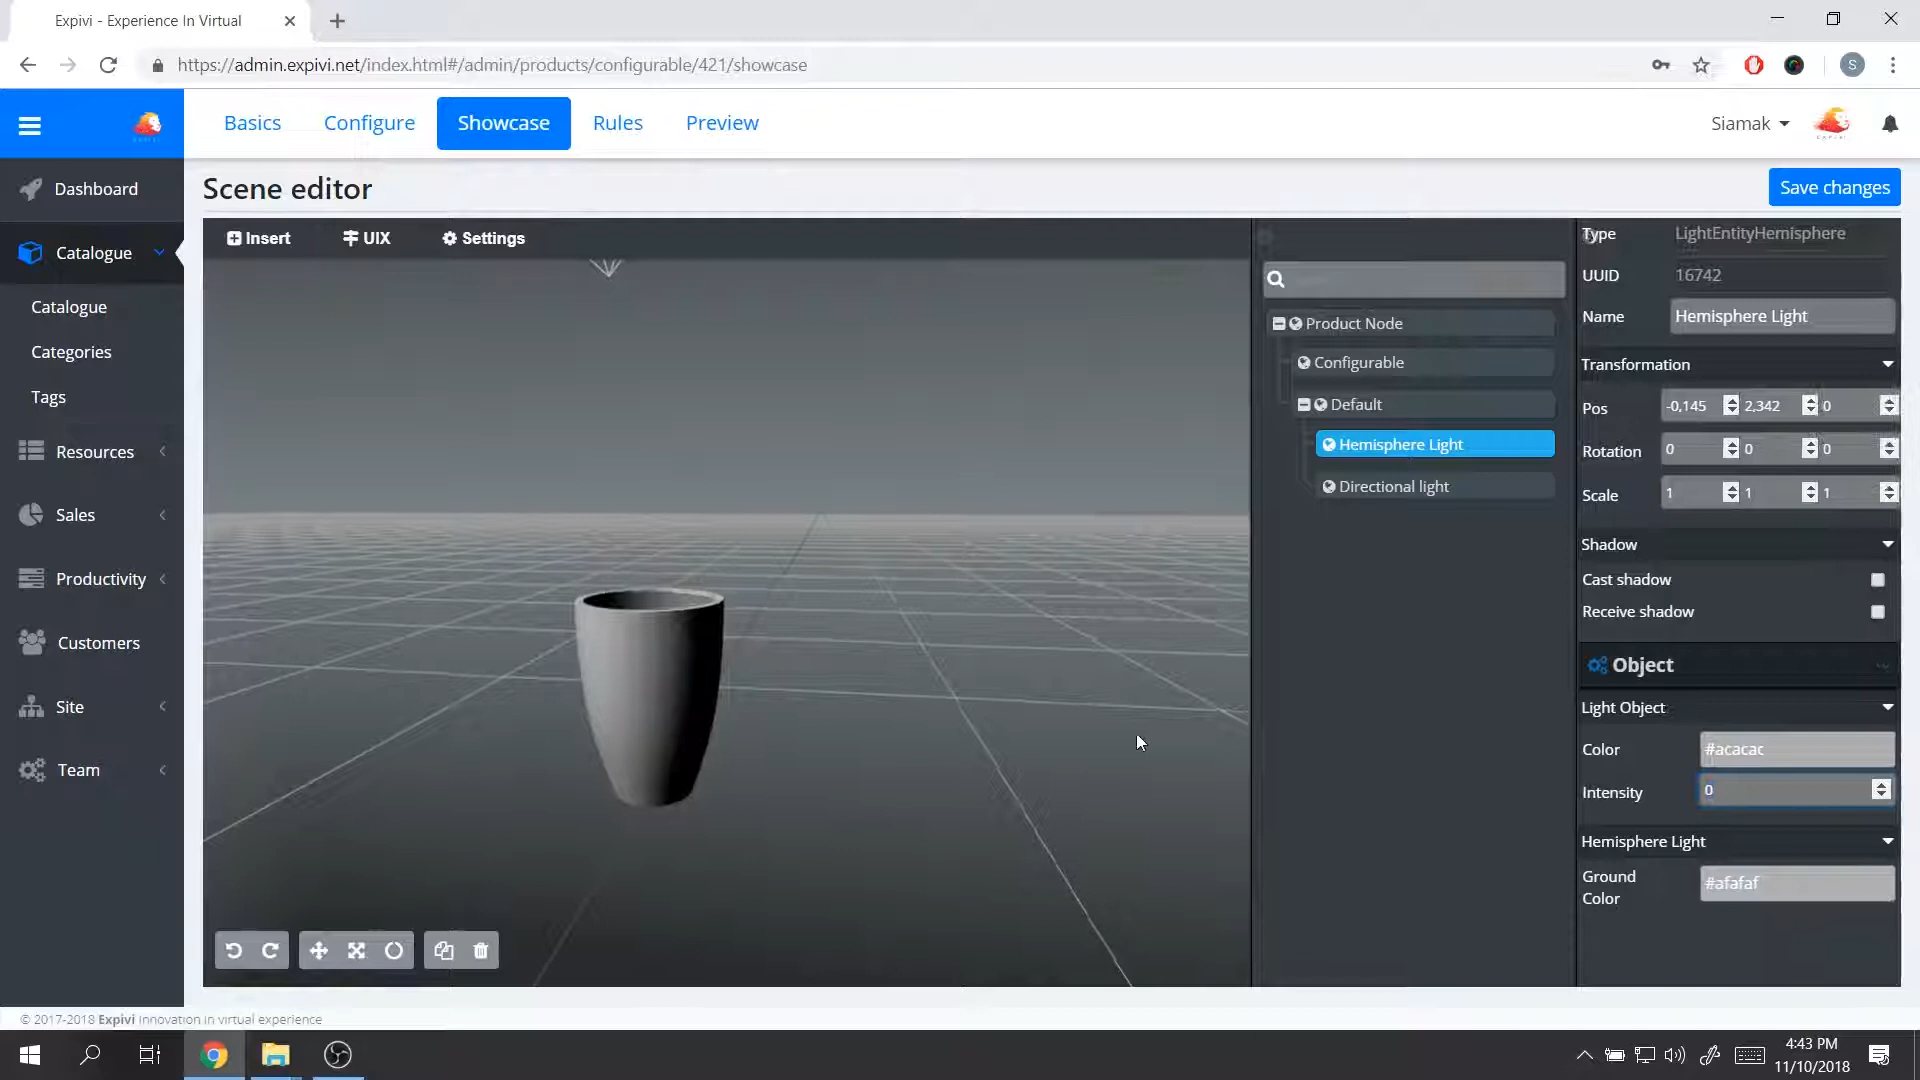 Expivi - Experience In Virtual
https://admin.expivi.net/index.html#/admin/products/configurable/421/showcase
S
Basics Configure Showcase Rules Preview
Siamak
Dashboard
Catalogue
Catalogue
Categories
Tags
Resources
Sales
Productivity
Customers
Site
Team
Scene editor
Save changes
Insert UIX Settings
Product Node
Configurable
Default
Hemisphere Light
Directional light
Type LightEntityHemisphere
UUID 16742
Name Hemisphere Light
Transformation
Pos -0,145 2,342 0
Rotation 0 0 0
Scale 1 1 1
Shadow
Cast shadow
Receive shadow
Object
Light Object
Color #acacac
Intensity 0
Hemisphere Light
Ground Color #afafaf
© 2017-2018 Expivi innovation in virtual experience
4:43 PM
11/10/2018